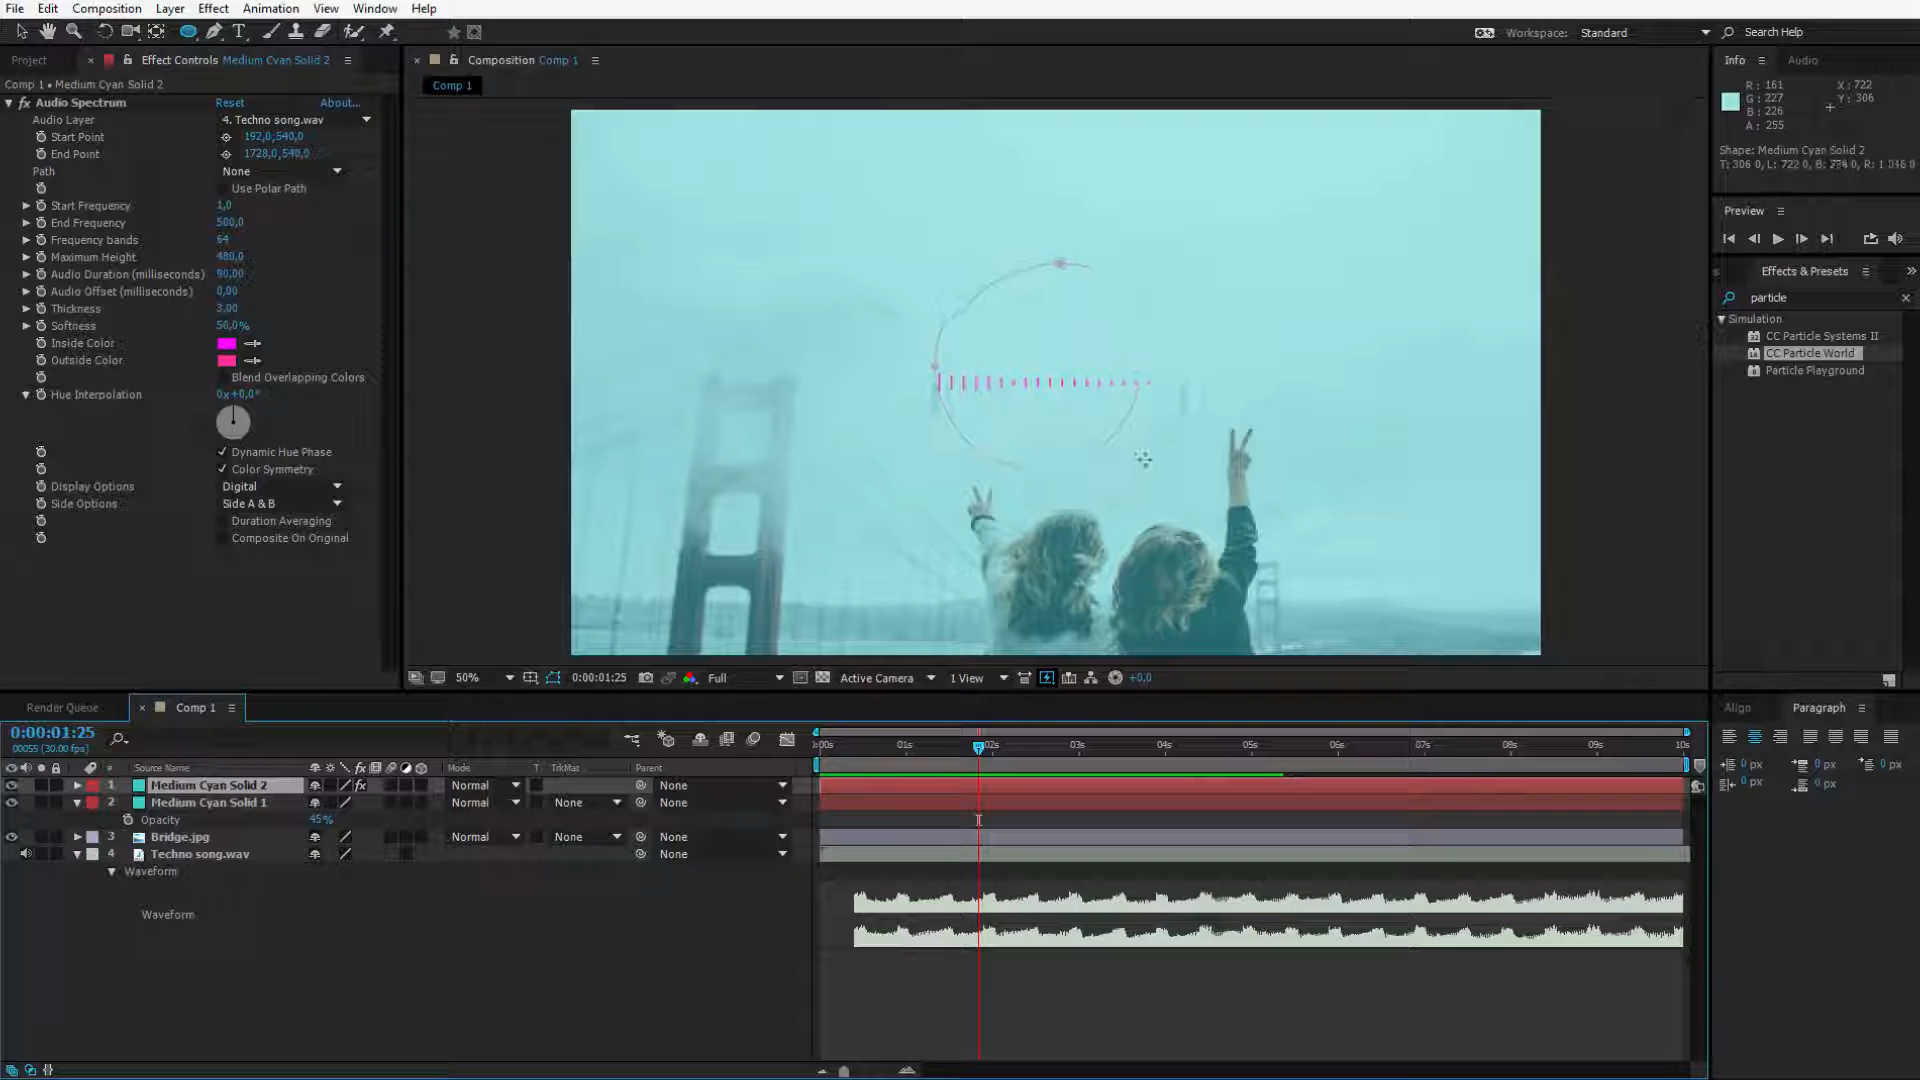 File Edit Composition Layer Effect Animation View Window Help
Workspace: Standard Search Help
Project Effect Controls Medium Cyan Solid 2
Comp 1 • Medium Cyan Solid 2
fx Audio Spectrum Reset About...
Audio Layer 4. Techno song.wav
Start Point 192,0,540,0
End Point 1728,0,540,0
Path None
Use Polar Path
Start Frequency 1,0
End Frequency 500,0
Frequency bands 64
Maximum Height 480,0
Audio Duration (milliseconds) 90,00
Audio Offset (milliseconds) 0,00
Thickness 3,00
Softness 50,0%
Inside Color
Outside Color
Blend Overlapping Colors
Hue Interpolation 0x+0,0°
Dynamic Hue Phase
Color Symmetry
Display Options Digital
Side Options Side A & B
Duration Averaging
Composite On Original
Composition Comp 1
Comp 1
50% 0:00:01:25 Full Active Camera 1 View +0,0
Info Audio
R: 161 X: 722
G: 227 Y: 306
B: 226
A: 255
Shape: Medium Cyan Solid 2
Preview
Effects & Presets
particle
Simulation
CC Particle Systems II
CC Particle World
Particle Playground
Render Queue Comp 1
0:00:01:25
00055 (30.00 fps)
:00s 01s 02s 03s 04s 05s 06s 07s 08s 09s 10s
# Source Name fx Mode T TrkMat Parent
1 Medium Cyan Solid 2 fx Normal None
2 Medium Cyan Solid 1 Normal None None
Opacity 45%
3 Bridge.jpg Normal None None
4 Techno song.wav None
Waveform
Waveform
Align Paragraph
0 px 0 px 0 px
0 px 0 px